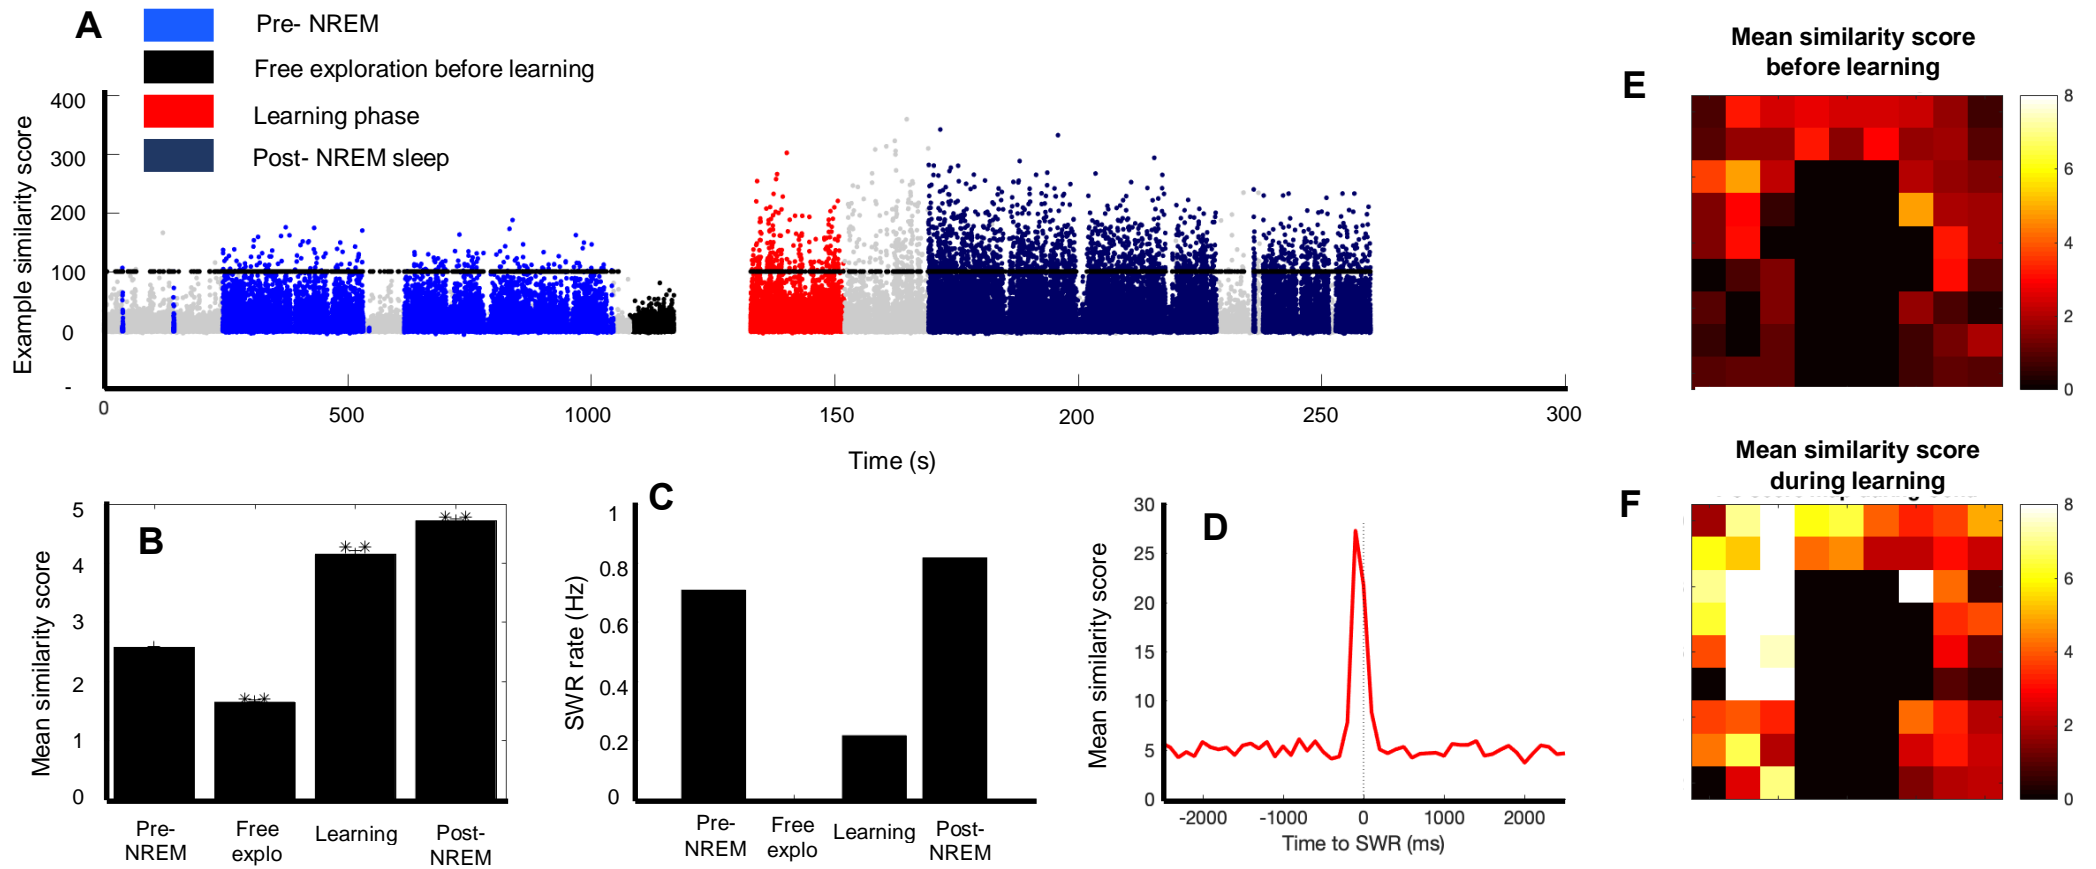 A
Pre- NREM
Free exploration before learning
Learning phase
Post- NREM sleep
Example similarity score
400
300
200
100
0
-
0
500
1000
150
200
250
300
Time (s)
B
Mean similarity score
5
4
3
2
1
0
Pre-
NREM
Free
explo
Learning
Post-
NREM
C
SWR rate (Hz)
1
0.8
0.6
0.4
0.2
0
Pre-
NREM
Free
explo
Learning
Post-
NREM
D
Mean similarity score
30
25
20
15
10
5
0
-2000
-1000
0
1000
2000
Time to SWR (ms)
E
Mean similarity score
before learning
8
6
4
2
0
F
Mean similarity score
during learning
8
6
4
2
0